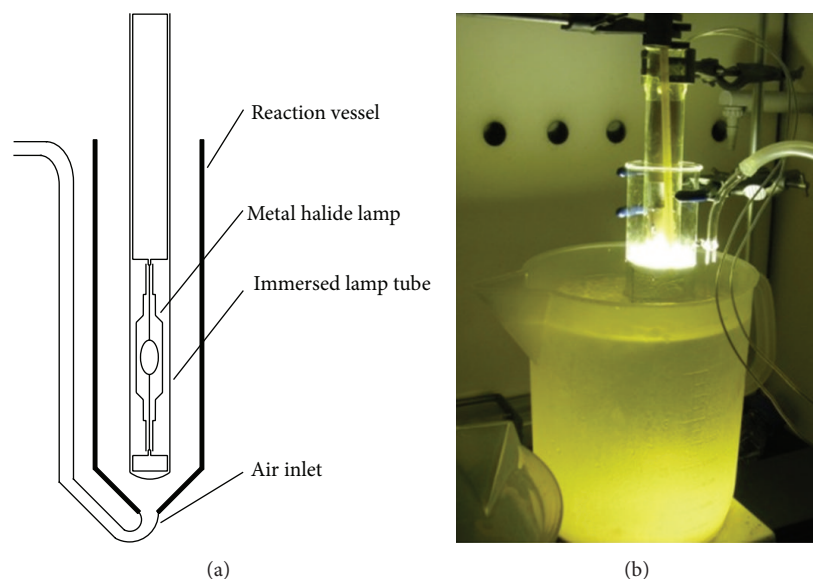 Reaction vessel
Metal halide lamp
Immersed lamp tube
Air inlet
(a)
(b)